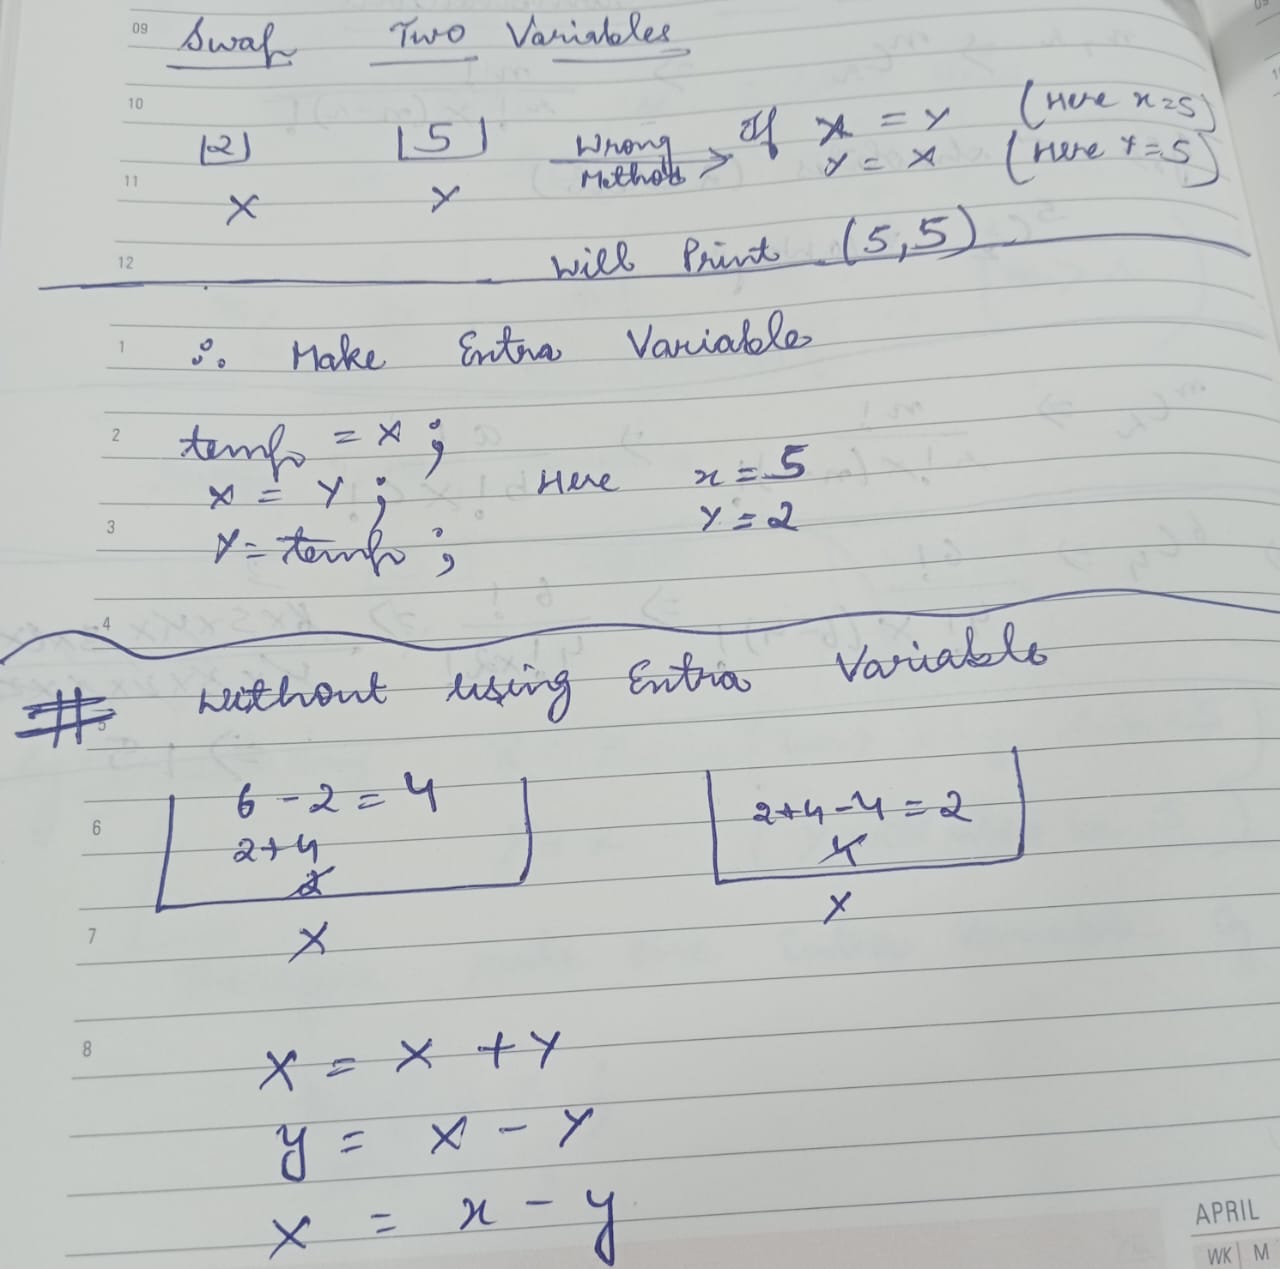 09 Swap Two Variables
10
|2| |5| Wrong Method > If x = y (Here x=5)
y = x (Here Y=5)
11
X Y
12 Will Print (5,5)
1 ∴ Make Extra Variable
2 temp = x ;
x = y ; Here x = 5
3 y = temp ; Y = 2
4
# without using Extra Variable
5
6 - 2 = 4 2+4-4 = 2
6 2+4 4
2
X X
7
8 X = X + Y
y = x - y
x = x - y
APRIL
WK M